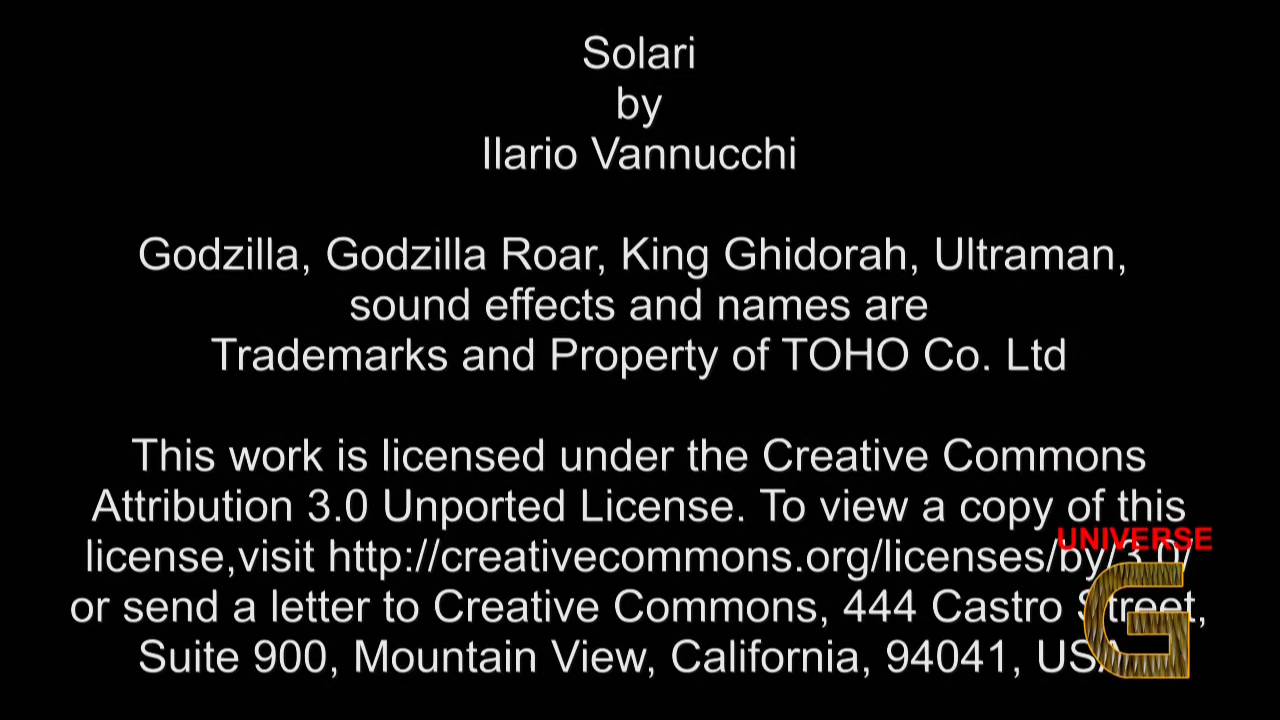 Solari
by
Ilario Vannucchi
Godzilla, Godzilla Roar, King Ghidorah, Ultraman,
sound effects and names are
Trademarks and Property of TOHO Co. Ltd
This work is licensed under the Creative Commons
Attribution 3.0 Unported License. To view a copy of this
license,visit http://creativecommons.org/licenses/by/3.0/
or send a letter to Creative Commons, 444 Castro Street,
Suite 900, Mountain View, California, 94041, USA
UNIVERSE
G